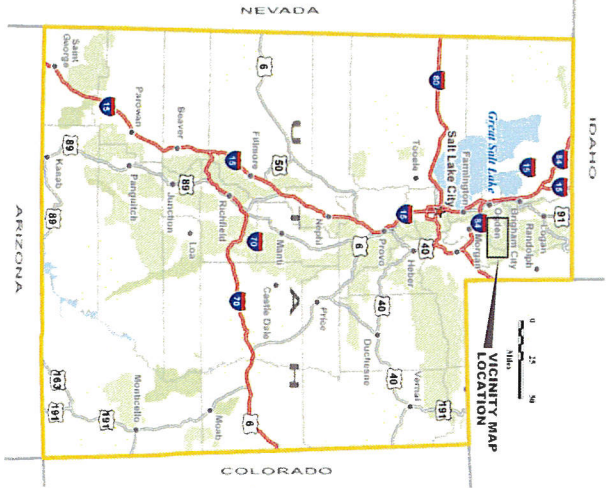 NEVADA
IDAHO
ARIZONA
COLORADO
UTAH
VICINITY MAP
LOCATION
0 25 50
Miles
Great Salt Lake
Logan
Randolph
Brigham City
Ogden
Morgan
Farmington
Salt Lake City
Tooele
Heber
Provo
Duchesne
Vernal
Nephi
Price
Castle Dale
Manti
Fillmore
Richfield
Beaver
Junction
Loa
Moab
Parowan
Panguitch
Monticello
Saint
George
Kanab
84
15
15
91
84
80
15
40
40
40
191
6
6
50
15
70
70
6
89
89
89
15
191
191
163